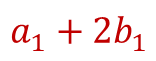 a₁ + 2b₁